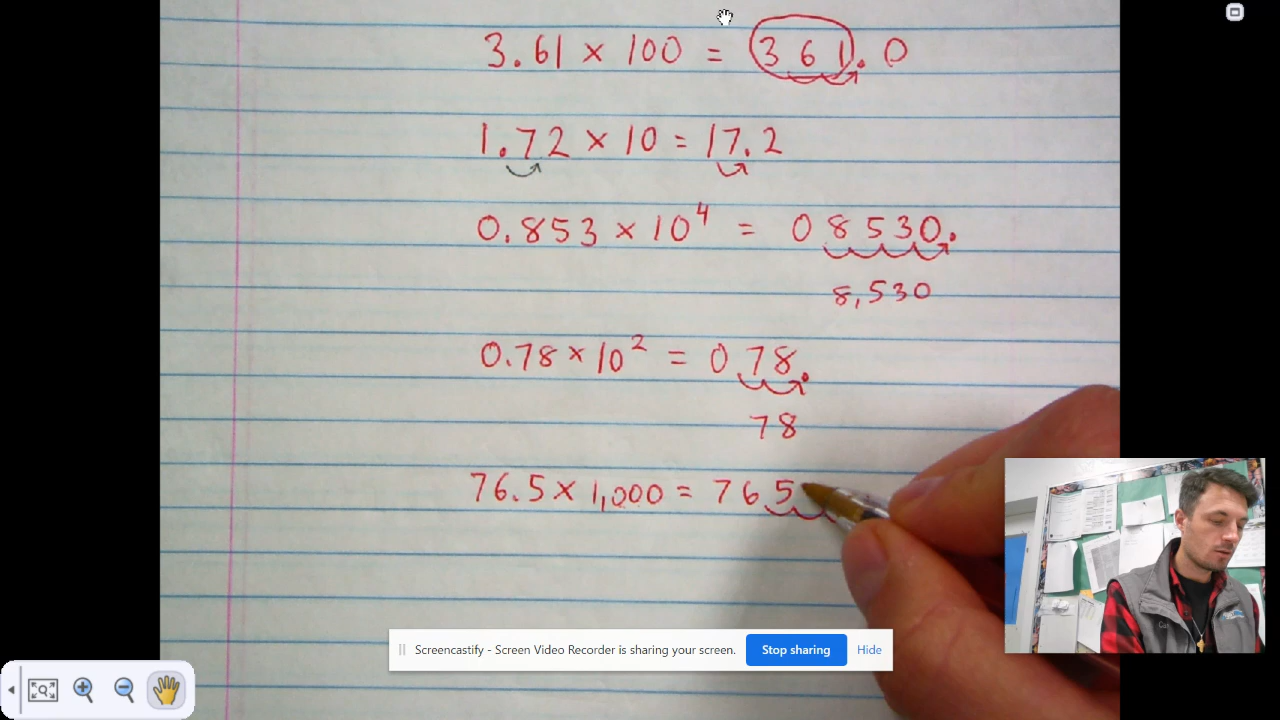 3.61 × 100 = 361.0
1.72 × 10 = 17.2
0.853 × 10⁴ = 08530.
8,530
0.78 × 10² = 078.
78
76.5 × 1,000 = 765
Screencastify - Screen Video Recorder is sharing your screen. Stop sharing Hide